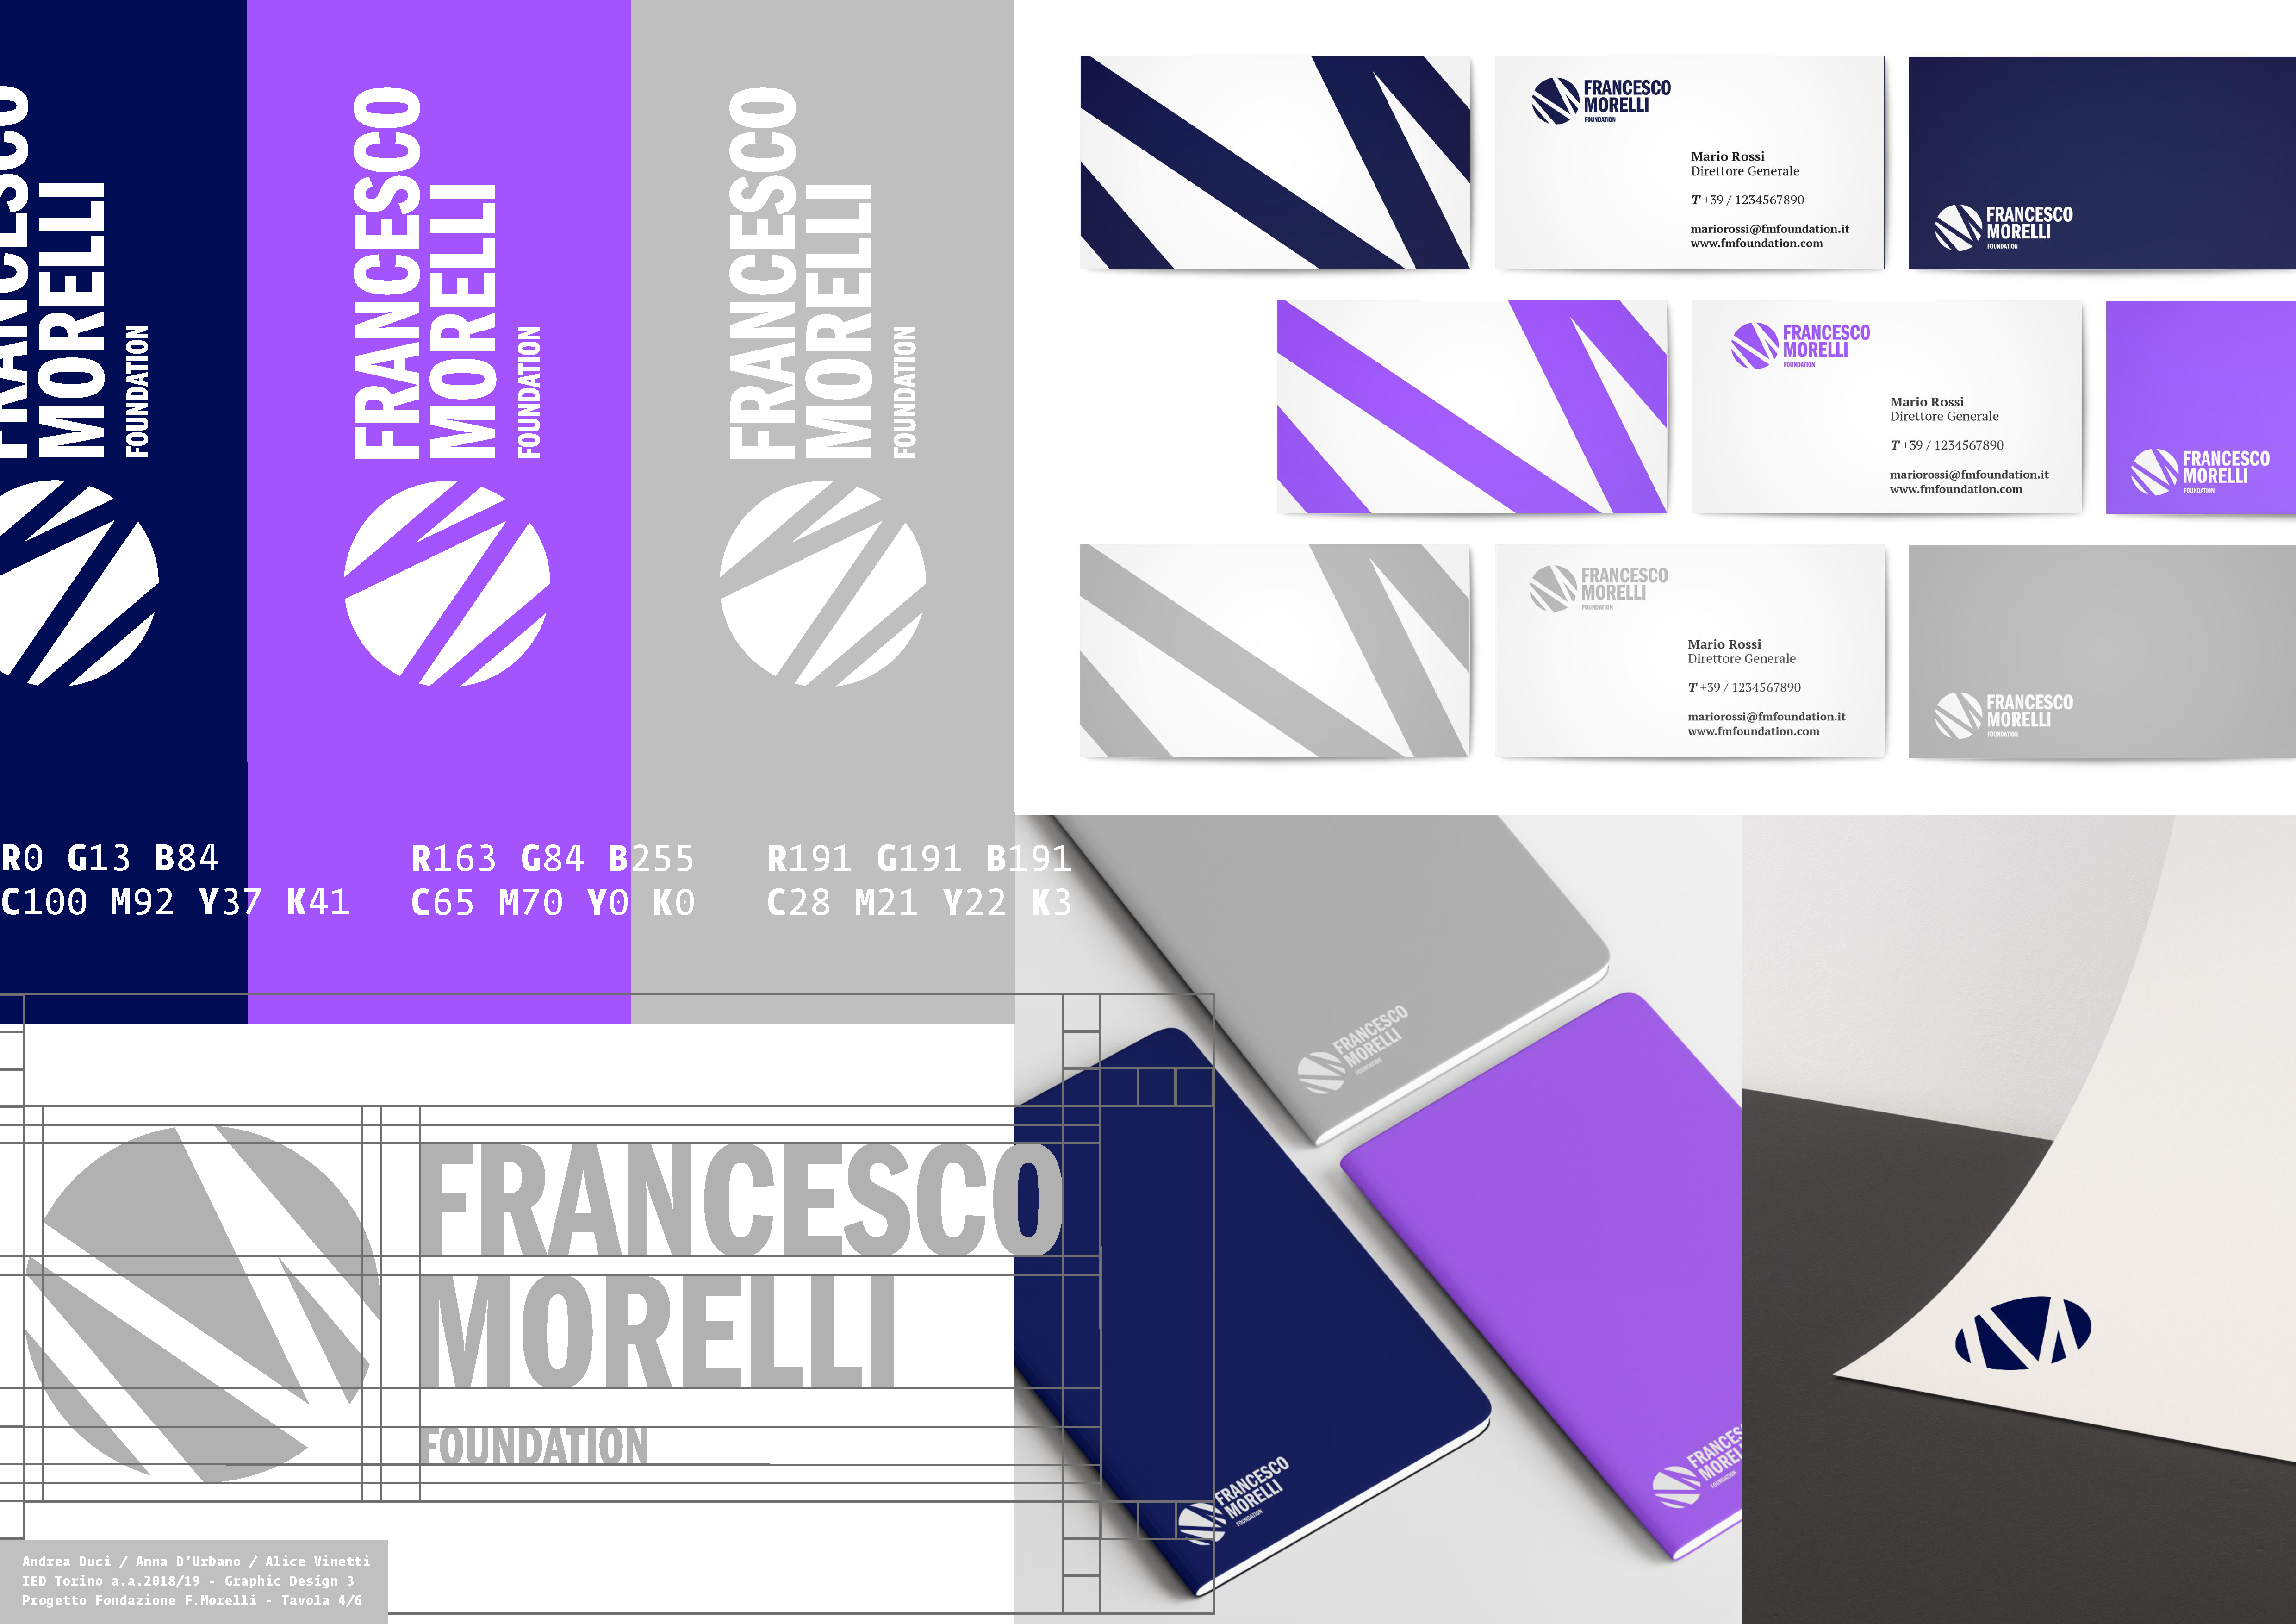 FRANCESCO
MORELLI
FOUNDATION
FRANCESCO
MORELLI
FOUNDATION
FRANCESCO
MORELLI
FOUNDATION
R0 G13 B84
C100 M92 Y37 K41
R163 G84 B255
C65 M70 Y0 K0
R191 G191 B191
C28 M21 Y22 K3
FRANCESCO
MORELLI
FOUNDATION
Mario Rossi
Direttore Generale
T +39 / 1234567890
mariorossi@fmfoundation.it
www.fmfoundation.com
FRANCESCO
MORELLI
FOUNDATION
FRANCESCO
MORELLI
FOUNDATION
Mario Rossi
Direttore Generale
T +39 / 1234567890
mariorossi@fmfoundation.it
www.fmfoundation.com
FRANCESCO
MORELLI
FOUNDATION
FRANCESCO
MORELLI
FOUNDATION
Mario Rossi
Direttore Generale
T +39 / 1234567890
mariorossi@fmfoundation.it
www.fmfoundation.com
FRANCESCO
MORELLI
FOUNDATION
FRANCESCO
MORELLI
FOUNDATION
FRANCESCO
MORELLI
FOUNDATION
FRANCESCO
MORELLI
FOUNDATION
FRANCESC
MORE
FOUNDATION
Andrea Duci / Anna D'Urbano / Alice Vinetti
IED Torino a.a.2018/19 - Graphic Design 3
Progetto Fondazione F.Morelli - Tavola 4/6